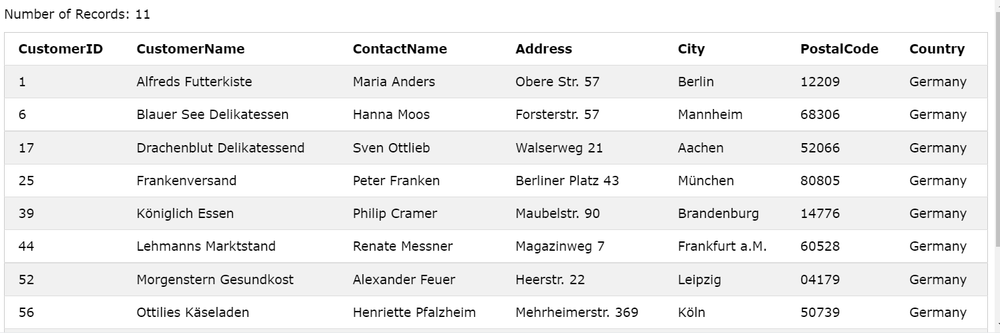 Number of Records: 11
CustomerID CustomerName ContactName Address City PostalCode Country
1 Alfreds Futterkiste Maria Anders Obere Str. 57 Berlin 12209 Germany
6 Blauer See Delikatessen Hanna Moos Forsterstr. 57 Mannheim 68306 Germany
17 Drachenblut Delikatessend Sven Ottlieb Walserweg 21 Aachen 52066 Germany
25 Frankenversand Peter Franken Berliner Platz 43 München 80805 Germany
39 Königlich Essen Philip Cramer Maubelstr. 90 Brandenburg 14776 Germany
44 Lehmanns Marktstand Renate Messner Magazinweg 7 Frankfurt a.M. 60528 Germany
52 Morgenstern Gesundkost Alexander Feuer Heerstr. 22 Leipzig 04179 Germany
56 Ottilies Käseladen Henriette Pfalzheim Mehrheimerstr. 369 Köln 50739 Germany